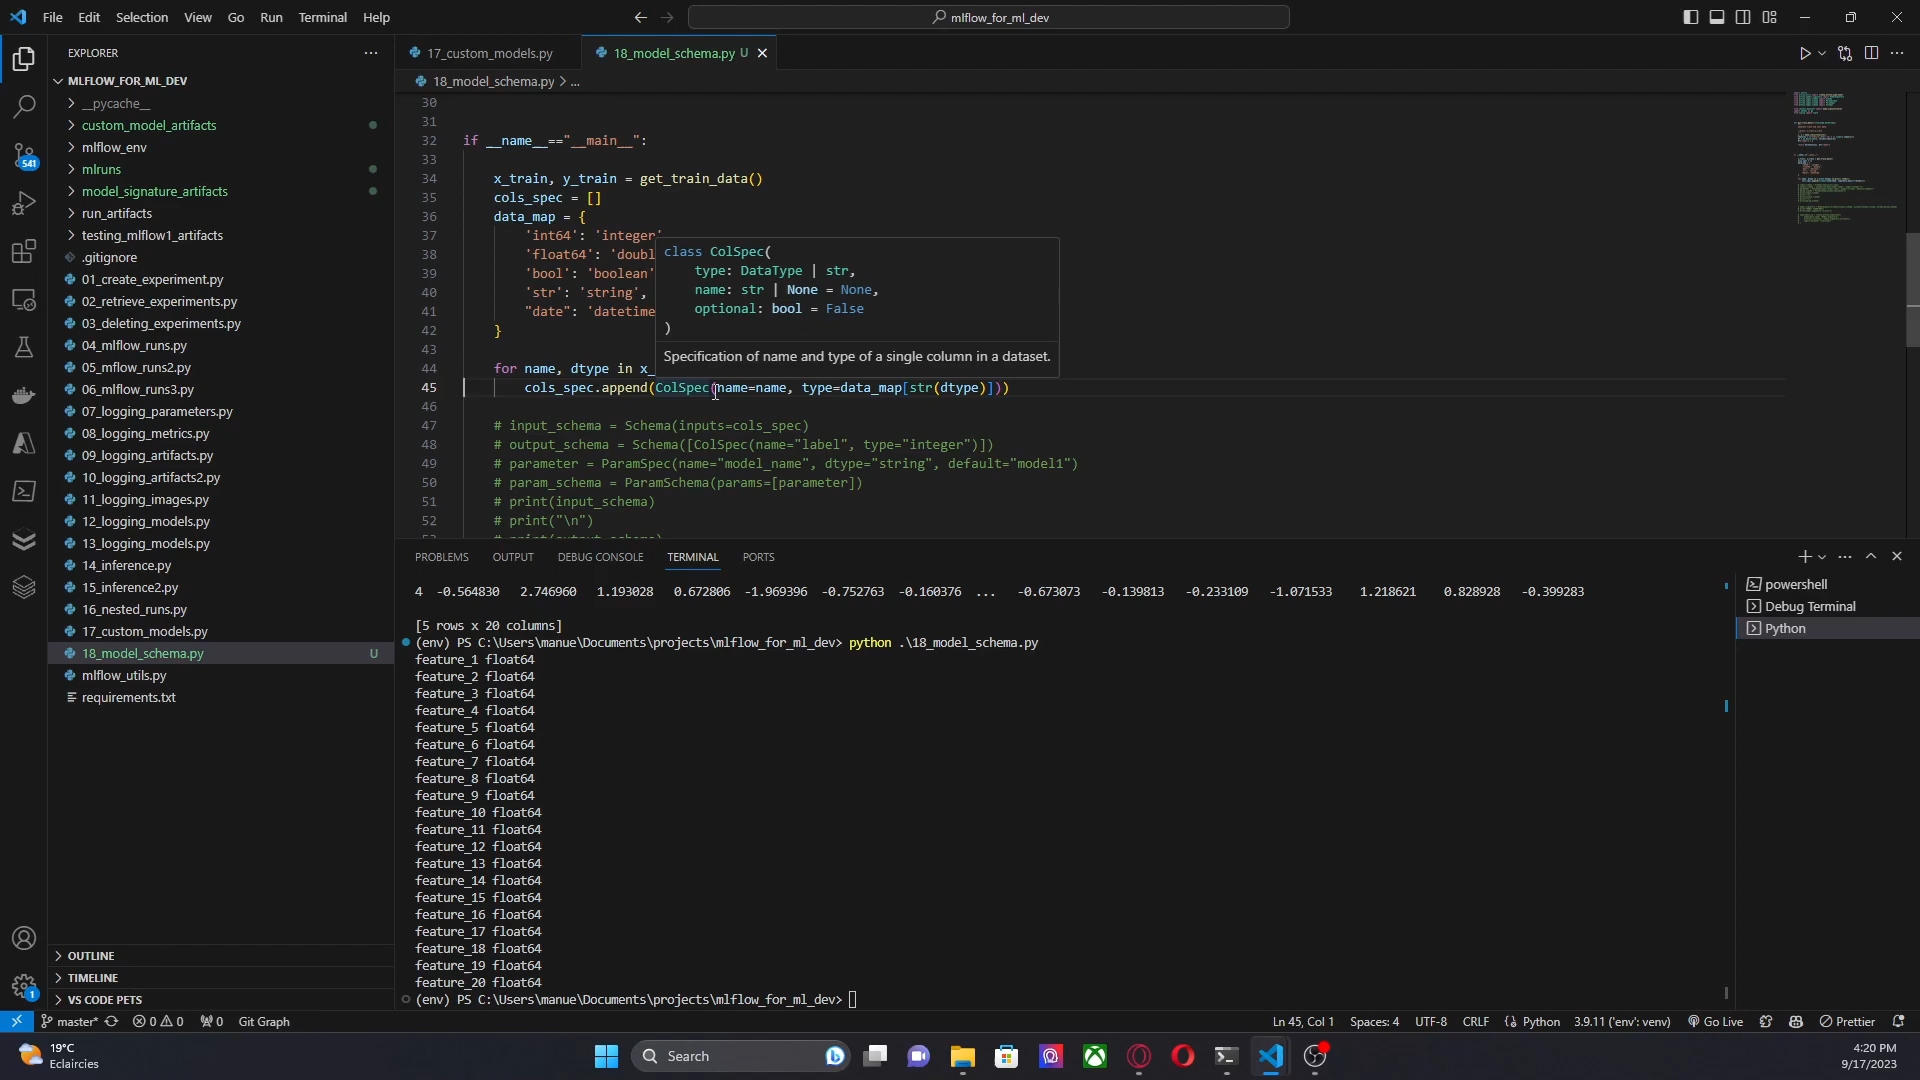 File Edit Selection View Go Run Terminal Help
mlflow_for_ml_dev
EXPLORER
MLFLOW_FOR_ML_DEV
__pycache__
custom_model_artifacts
mlflow_env
mlruns
model_signature_artifacts
run_artifacts
testing_mlflow1_artifacts
.gitignore
01_create_experiment.py
02_retrieve_experiments.py
03_deleting_experiments.py
04_mlflow_runs.py
05_mflow_runs2.py
06_mlflow_runs3.py
07_logging_parameters.py
08_logging_metrics.py
09_logging_artifacts.py
10_logging_artifacts2.py
11_logging_images.py
12_logging_models.py
13_logging_models.py
14_inference.py
15_inference2.py
16_nested_runs.py
17_custom_models.py
18_model_schema.py U
mlflow_utils.py
requirements.txt
OUTLINE
TIMELINE
VS CODE PETS
541
1
17_custom_models.py 18_model_schema.py U
18_model_schema.py > ...
30
31
32 if __name__=="__main__":
33
34 x_train, y_train = get_train_data()
35 cols_spec = []
36 data_map = {
37 'int64': 'integer',
38 'float64': 'doubl
39 'bool': 'boolean'
40 'str': 'string',
41 "date": 'datetime
42 }
43
44 for name, dtype in x_
45 cols_spec.append(ColSpec(name=name, type=data_map[str(dtype)]))
46
47 # input_schema = Schema(inputs=cols_spec)
48 # output_schema = Schema([ColSpec(name="label", type="integer")])
49 # parameter = ParamSpec(name="model_name", dtype="string", default="model1")
50 # param_schema = ParamSchema(params=[parameter])
51 # print(input_schema)
52 # print("\n")
class ColSpec(
type: DataType | str,
name: str | None = None,
optional: bool = False
)
Specification of name and type of a single column in a dataset.
PROBLEMS OUTPUT DEBUG CONSOLE TERMINAL PORTS
4 -0.564830 2.746960 1.193028 0.672806 -1.969396 -0.752763 -0.160376 ... -0.673073 -0.139813 -0.233109 -1.071533 1.218621 0.828928 -0.399283
[5 rows x 20 columns]
(env) PS C:\Users\manue\Documents\projects\mlflow_for_ml_dev> python .\18_model_schema.py
feature_1 float64
feature_2 float64
feature_3 float64
feature_4 float64
feature_5 float64
feature_6 float64
feature_7 float64
feature_8 float64
feature_9 float64
feature_10 float64
feature_11 float64
feature_12 float64
feature_13 float64
feature_14 float64
feature_15 float64
feature_16 float64
feature_17 float64
feature_18 float64
feature_19 float64
feature_20 float64
(env) PS C:\Users\manue\Documents\projects\mlflow_for_ml_dev>
powershell
Debug Terminal
Python
master* 0 0 0 Git Graph Ln 45, Col 1 Spaces: 4 UTF-8 CRLF Python 3.9.11 ('env': venv) Go Live Prettier
19°C
Eclaircies
Search
4:20 PM
9/17/2023